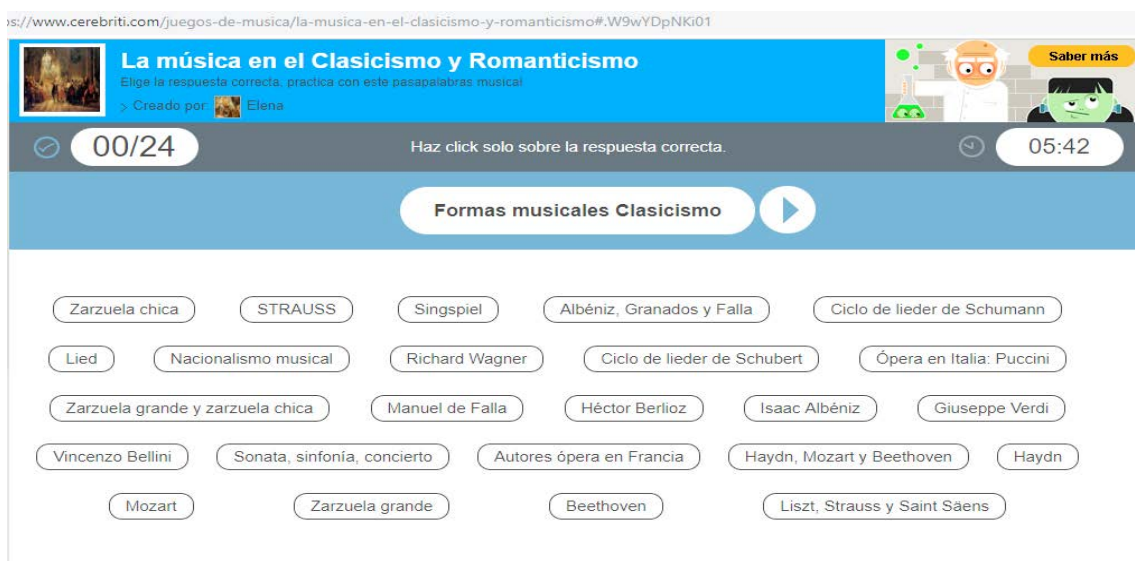 ps://www.cerebriti.com/juegos-de-musica/la-musica-en-el-clasicismo-y-romanticismo#.W9wYDpNKi01
La música en el Clasicismo y Romanticismo
Elige la respuesta correcta, practica con este pasapalabras musical
> Creado por: Elena
Saber más
00/24 Haz click solo sobre la respuesta correcta. 05:42
Formas musicales Clasicismo
Zarzuela chica STRAUSS Singspiel Albéniz, Granados y Falla Ciclo de lieder de Schumann
Lied Nacionalismo musical Richard Wagner Ciclo de lieder de Schubert Ópera en Italia: Puccini
Zarzuela grande y zarzuela chica Manuel de Falla Héctor Berlioz Isaac Albéniz Giuseppe Verdi
Vincenzo Bellini Sonata, sinfonía, concierto Autores ópera en Francia Haydn, Mozart y Beethoven Haydn
Mozart Zarzuela grande Beethoven Liszt, Strauss y Saint Säens